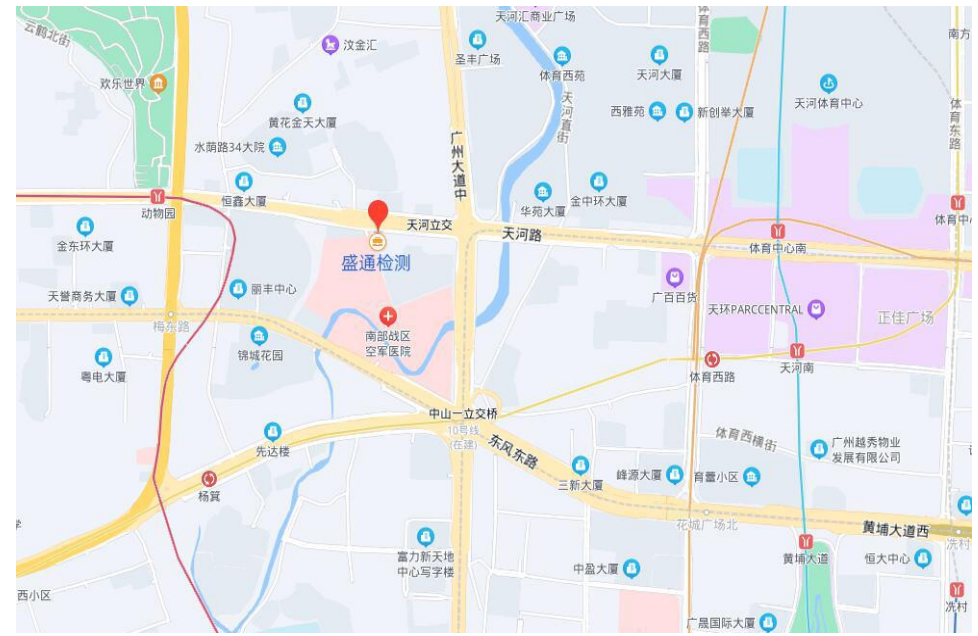 天河汇商业广场
体育西路
云鹤北街
汶金汇
圣丰广场
南方
体育西苑
天河大厦
欢乐世界
天河体育中心
天河直街
西雅苑
新创举大厦
体育东路
黄花金天大厦
广州大道中
水荫路34大院
恒鑫大厦
华苑大厦
金中环大厦
动物园
天河立交
天河路
体育中心南
体育中心
金东环大厦
盛通检测
丽丰中心
天誉商务大厦
广百百货
天环PARCCENTRAL
正佳广场
梅东路
南部战区
空军医院
锦城花园
粤电大厦
体育西路
天河南
中山一立交桥
10号线
(在建)
体育西横街
先达楼
东风东路
广州越秀物业
发展有限公司
杨箕
三新大厦
峰源大厦
育蕾小区
花城广场北
黄埔大道西
冼村
富力新天地
中心写字楼
中盈大厦
黄埔大道
恒大中心
西小区
冼村
广晟国际大厦